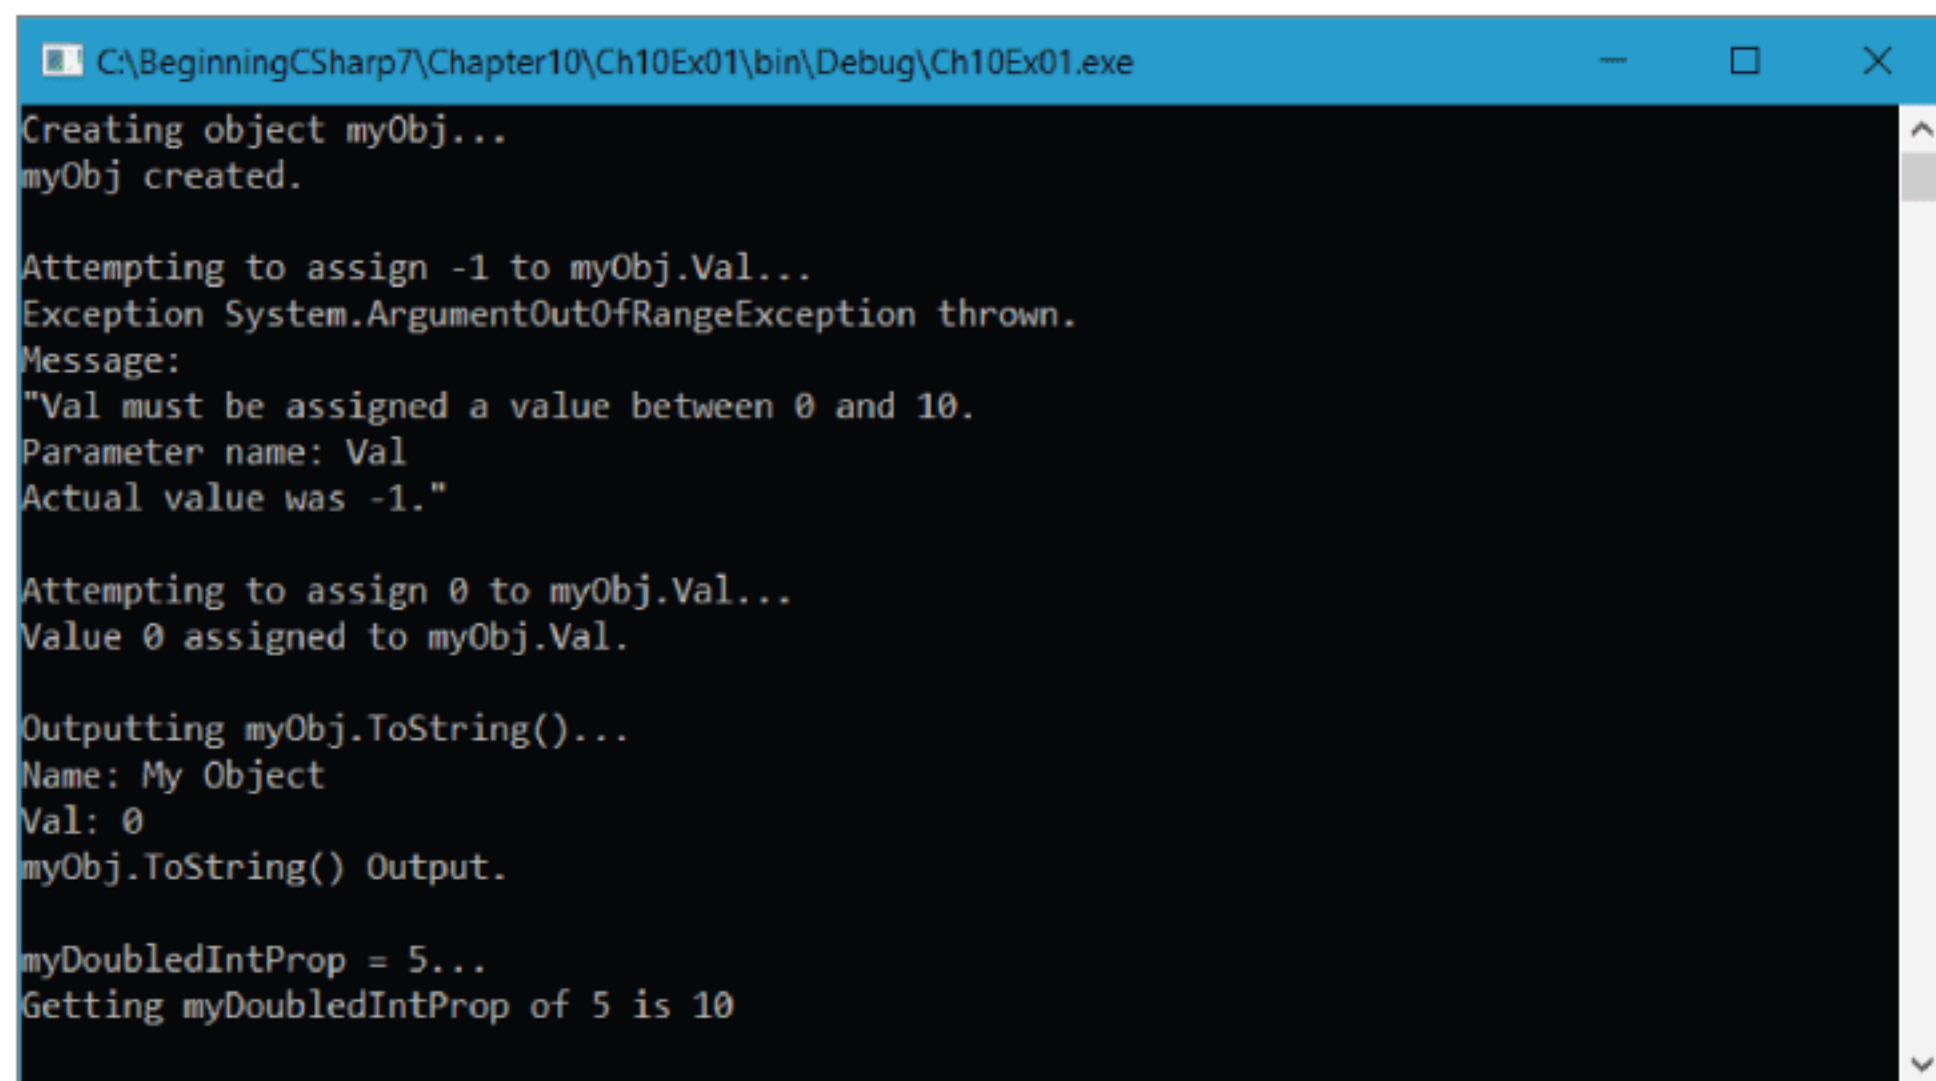 C:\BeginningCSharp7\Chapter10\Ch10Ex01\bin\Debug\Ch10Ex01.exe
Creating object myObj...
myObj created.
Attempting to assign -1 to myObj.Val...
Exception System.ArgumentOutOfRangeException thrown.
Message:
"Val must be assigned a value between 0 and 10.
Parameter name: Val
Actual value was -1."
Attempting to assign 0 to myObj.Val...
Value 0 assigned to myObj.Val.
Outputting myObj.ToString()...
Name: My Object
Val: 0
myObj.ToString() Output.
myDoubledIntProp = 5...
Getting myDoubledIntProp of 5 is 10